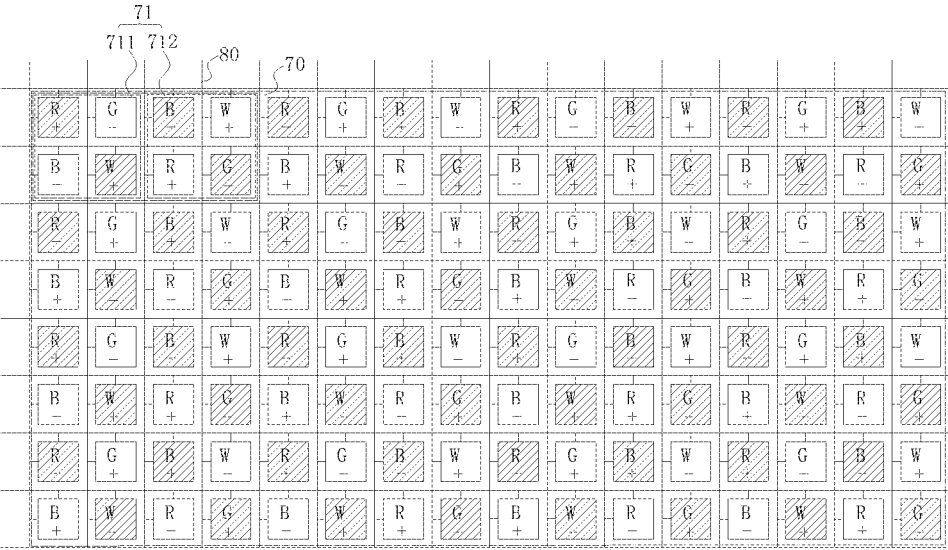 71
711 712 80 70
R G B W R G B W R G B W R G B W
+ - - + - + + - + - - + - + + -
B W R G B W R G B W R G B W R G
- + + - + - - + - + + - + - - +
R G B W R G B W R G B W R G B W
- + + - + - - + - + + - + - - +
B W R G B W R G B W R G B W R G
+ - - + - + + - + - - + - + + -
R G B W R G B W R G B W R G B W
+ - + - + + - + - - + - + + -
B W R G B W R G B W R G B W R G
- + + - + - - + - + + - + - +
R G B W R G B W R G B W R G B W
- + + - + - - + - + + - + - - +
B W R G B W R G B W R G B W R G
+ - - + - + + - + - - + - + + -